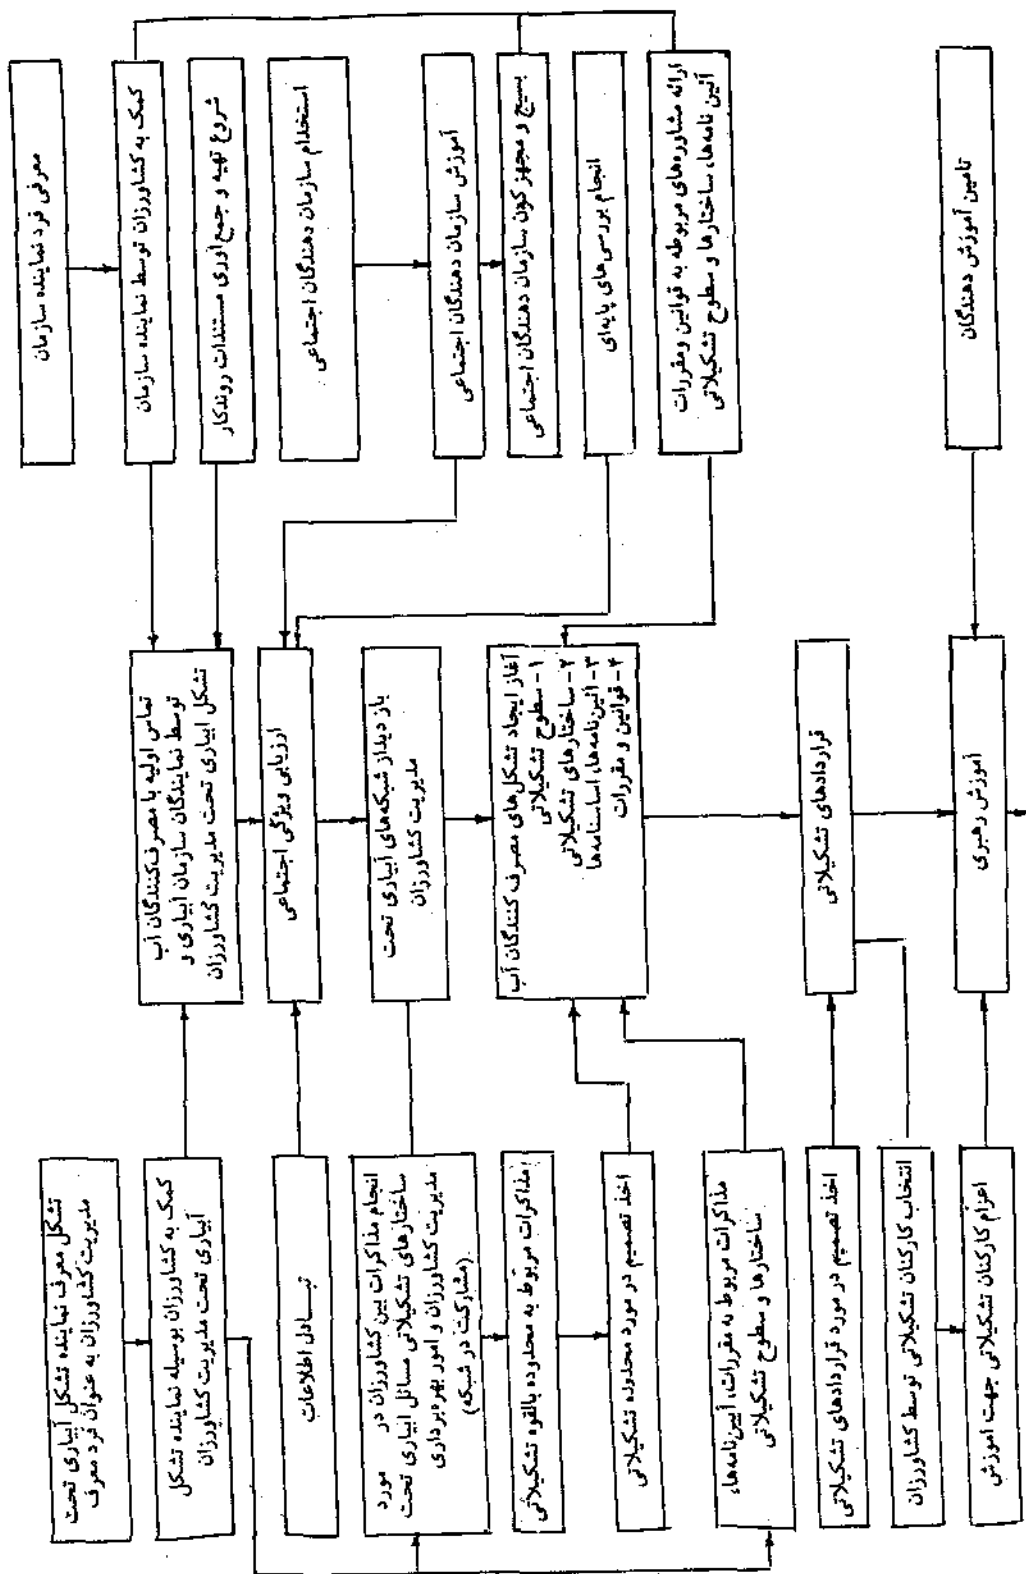 معرفی فرد نماینده سازمان
کمک به کشاورزان توسط نماینده سازمان
شروع تهیه و جمع‌آوری مستندات روندکار
استخدام سازمان دهندگان اجتماعی
آموزش سازمان دهندگان اجتماعی
بسیج و مجهز کردن سازمان دهندگان اجتماعی
انجام بررسی‌های پایه‌ای
ارائه مشاوره‌های مربوطه به قوانین ومقررات
آئین نامه‌ها، ساختارها و سطوح تشکیلاتی
تامین آموزش دهندگان
تماس اولیه با مصرف‌کنندگان آب
توسط نمایندگان سازمان آبیاری و
تشکل آبیاری تحت مدیریت کشاورزان
ارزیابی ویژگی اجتماعی
باز دیداز شبکه‌های آبیاری تحت
مدیریت کشاورزان
آغاز ایجاد تشکل‌های مصرف کنندگان آب
۱- سطوح تشکیلاتی
۲- ساختارهای تشکیلاتی
۳- آئین‌نامه‌ها، اساسنامه‌ها
۴- قوانین و مقررات
قراردادهای تشکیلاتی
آموزش رهبری
تشکل معرف نماینده تشکل آبیاری تحت
مدیریت کشاورزان به عنوان فرد معرف
کمک به کشاورزان بوسیله نماینده تشکل
آبیاری تحت مدیریت کشاورزان
تبادل اطلاعات
انجام مذاکرات بین کشاورزان در مورد
ساختارهای تشکیلاتی مسائل آبیاری تحت
مدیریت کشاورزان و امور بهره‌برداری
(مشارکت در شبکه)
مذاکرات مربوط به محدوده بالقوه تشکیلاتی
اخذ تصمیم در مورد محدوده تشکیلاتی
مذاکرات مربوط به مقررات، آیین‌نامه‌ها،
ساختارها و سطوح تشکیلاتی
اخذ تصمیم در مورد قراردادهای تشکیلاتی
انتخاب کارکنان تشکیلاتی توسط کشاورزان
اعزام کارکنان تشکیلاتی جهت آموزش